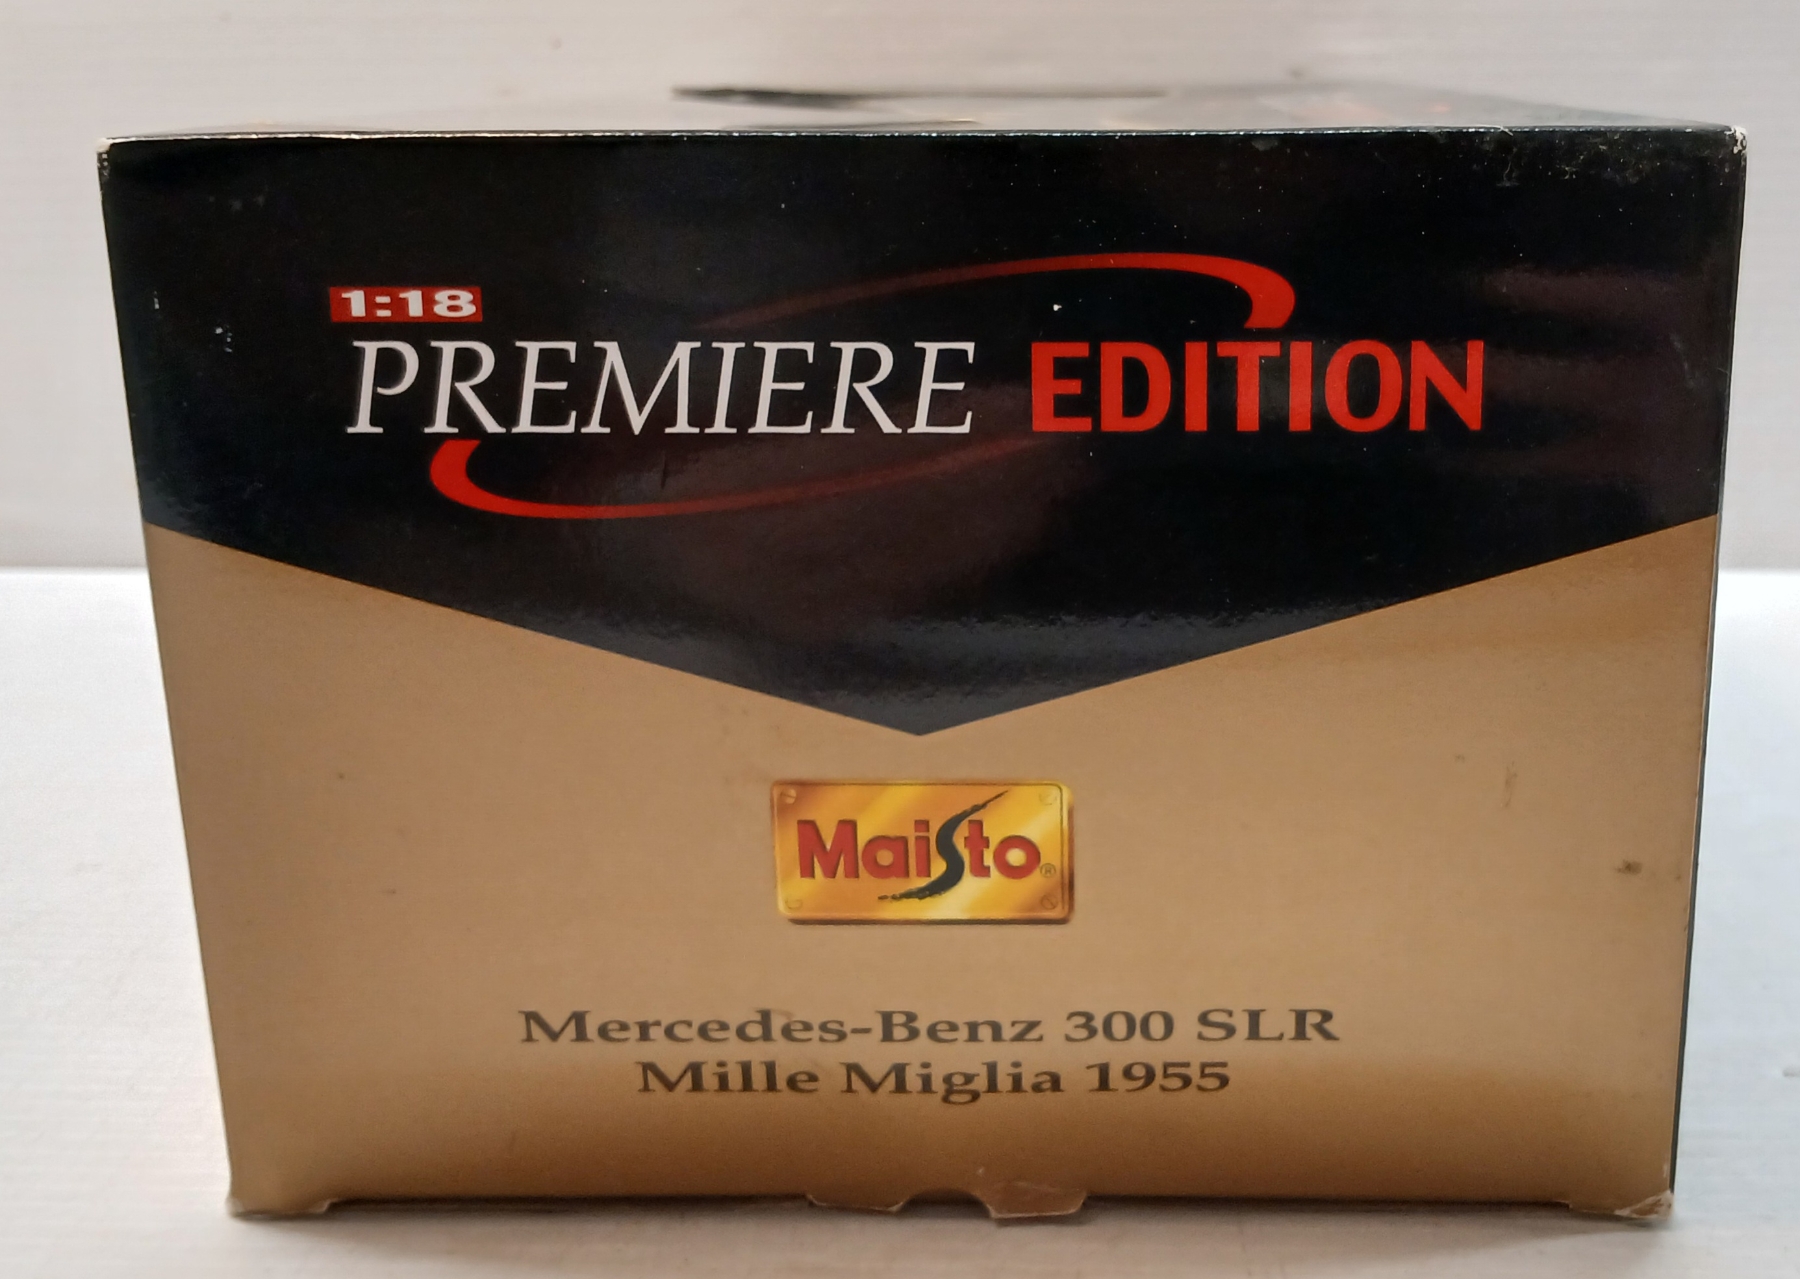 1:18
PREMIERE EDITION
Maisto®
Mercedes-Benz 300 SLR
Mille Miglia 1955